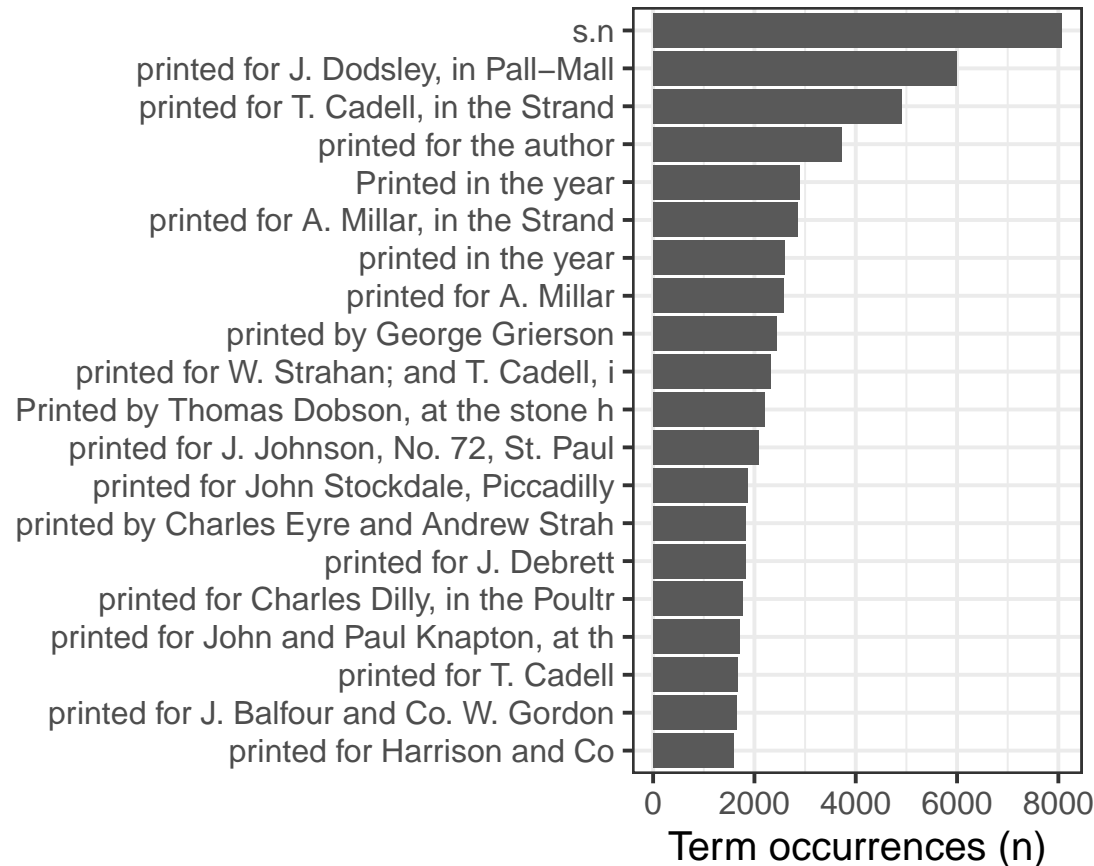 s.n
printed for J. Dodsley, in Pall−Mall
printed for T. Cadell, in the Strand
printed for the author
Printed in the year
printed for A. Millar, in the Strand
printed in the year
printed for A. Millar
printed by George Grierson
printed for W. Strahan; and T. Cadell, i
Printed by Thomas Dobson, at the stone h
printed for J. Johnson, No. 72, St. Paul
printed for John Stockdale, Piccadilly
printed by Charles Eyre and Andrew Strah
printed for J. Debrett
printed for Charles Dilly, in the Poultr
printed for John and Paul Knapton, at th
printed for T. Cadell
printed for J. Balfour and Co. W. Gordon
printed for Harrison and Co
0 2000 4000 6000 8000
Term occurrences (n)